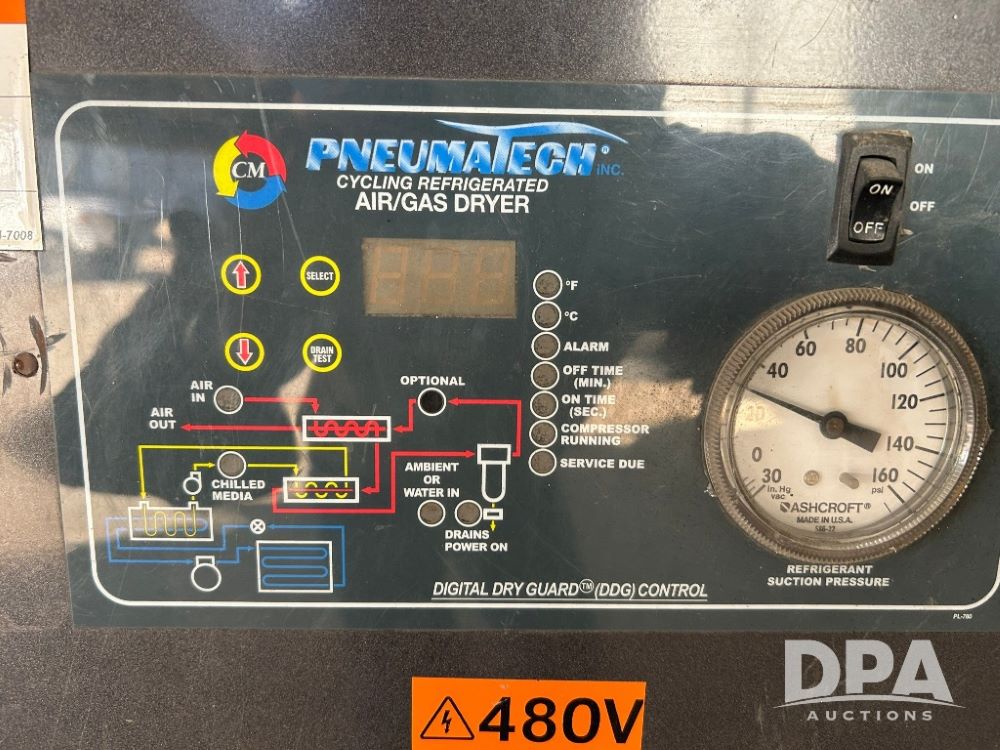 PNEUMATECH® INC.
CM
CYCLING REFRIGERATED
AIR/GAS DRYER
ON
ON
OFF
OFF
-7008
SELECT
DRAIN
TEST
°F
°C
ALARM
OFF TIME
(MIN.)
ON TIME
(SEC.)
COMPRESSOR
RUNNING
SERVICE DUE
AIR
IN
OPTIONAL
AIR
OUT
CHILLED
MEDIA
AMBIENT
OR
WATER IN
DRAINS
POWER ON
DIGITAL DRY GUARD™ (DDG) CONTROL
30 0 40 60 80 100 120 140 160
in. Hg
vac
psi
ASHCROFT®
MADE IN U.S.A.
REFRIGERANT
SUCTION PRESSURE
PL-760
480V
DPA
AUCTIONS